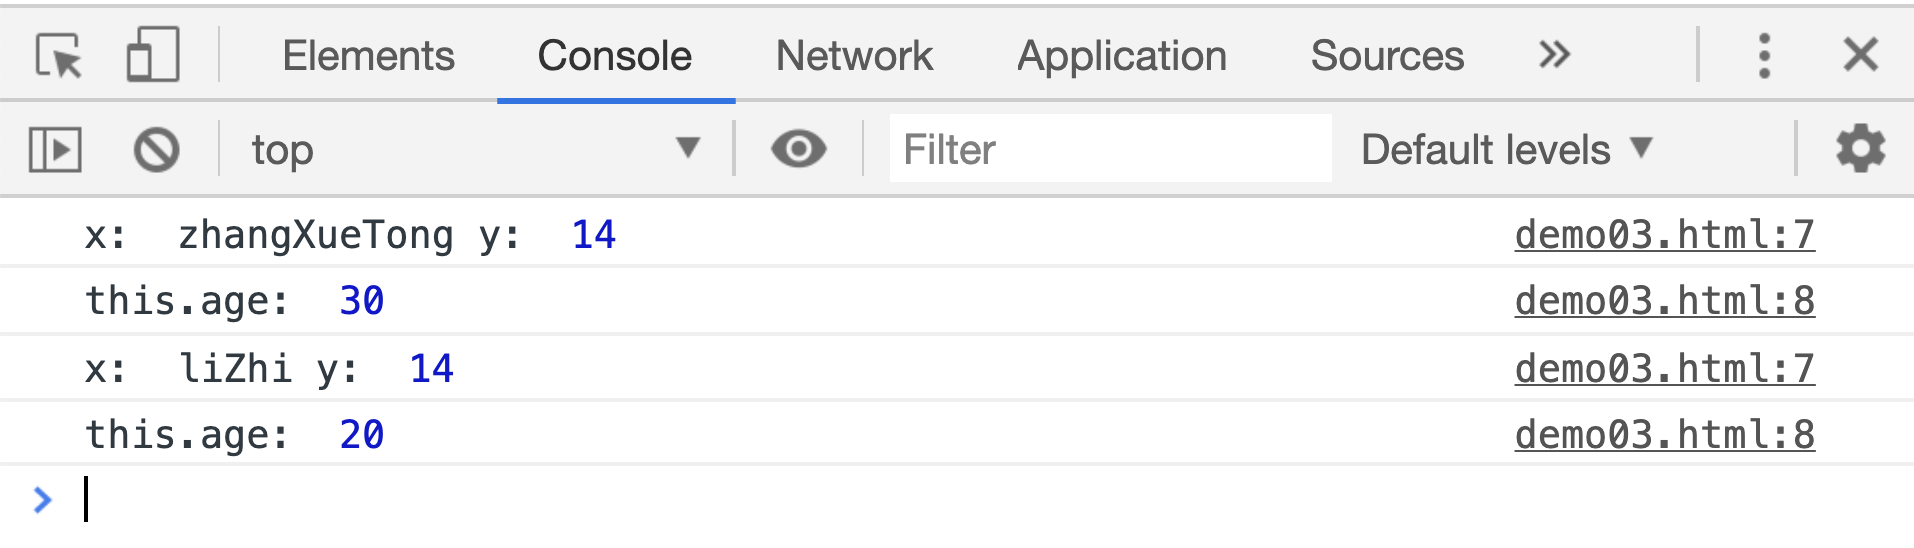 Elements Console Network Application Sources
top Filter Default levels
x:  zhangXueTong y:  14 demo03.html:7
this.age:  30 demo03.html:8
x:  liZhi y:  14 demo03.html:7
this.age:  20 demo03.html:8